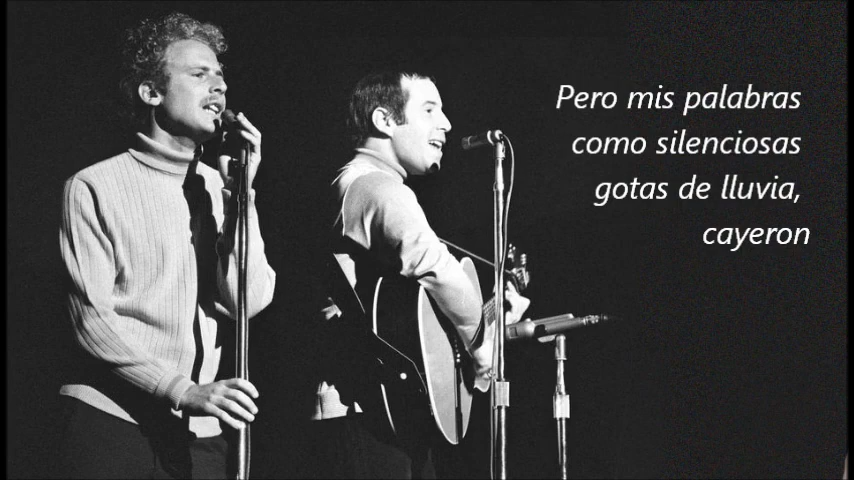 Pero mis palabras
como silenciosas
gotas de lluvia,
cayeron